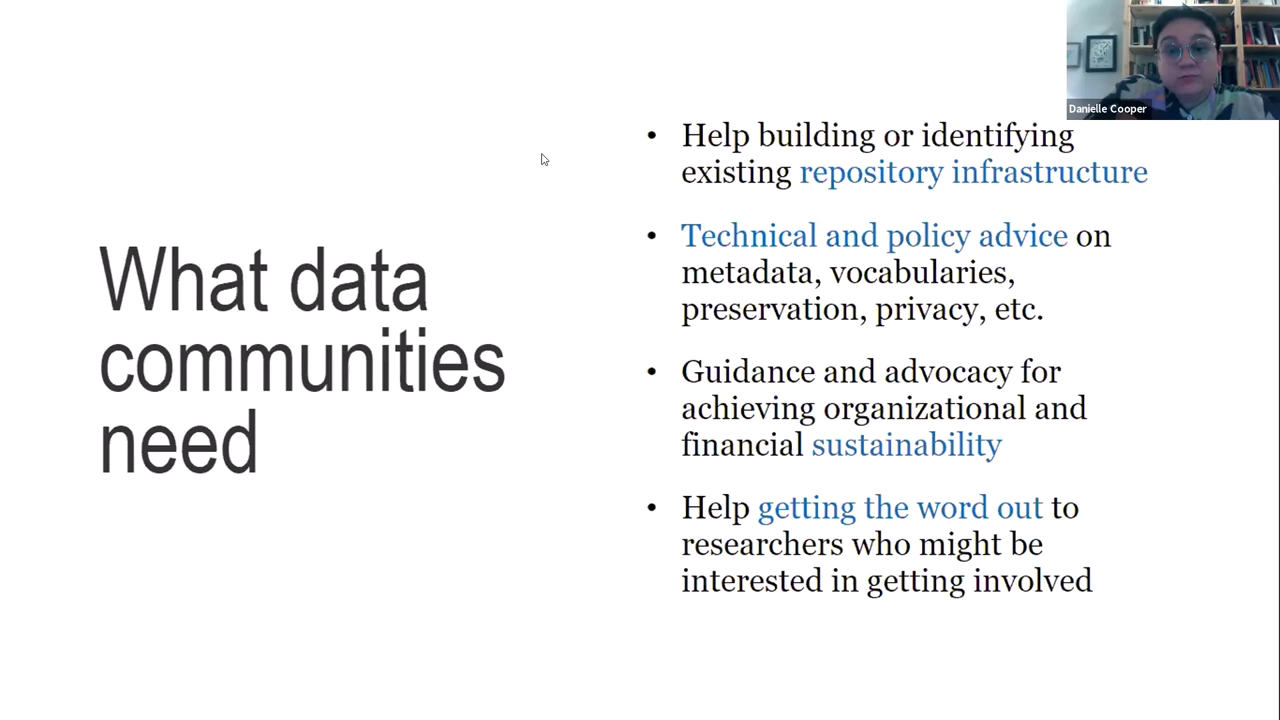 What data
communities
need
• Help building or identifying
existing repository infrastructure
• Technical and policy advice on
metadata, vocabularies,
preservation, privacy, etc.
• Guidance and advocacy for
achieving organizational and
financial sustainability
• Help getting the word out to
researchers who might be
interested in getting involved
Danielle Cooper